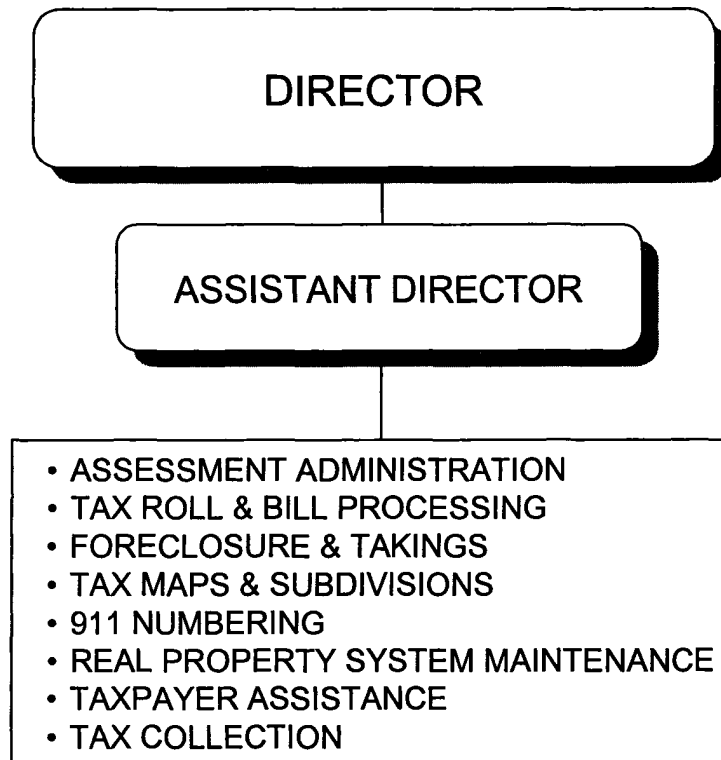 DIRECTOR
ASSISTANT DIRECTOR
• ASSESSMENT ADMINISTRATION
• TAX ROLL & BILL PROCESSING
• FORECLOSURE & TAKINGS
• TAX MAPS & SUBDIVISIONS
• 911 NUMBERING
• REAL PROPERTY SYSTEM MAINTENANCE
• TAXPAYER ASSISTANCE
• TAX COLLECTION